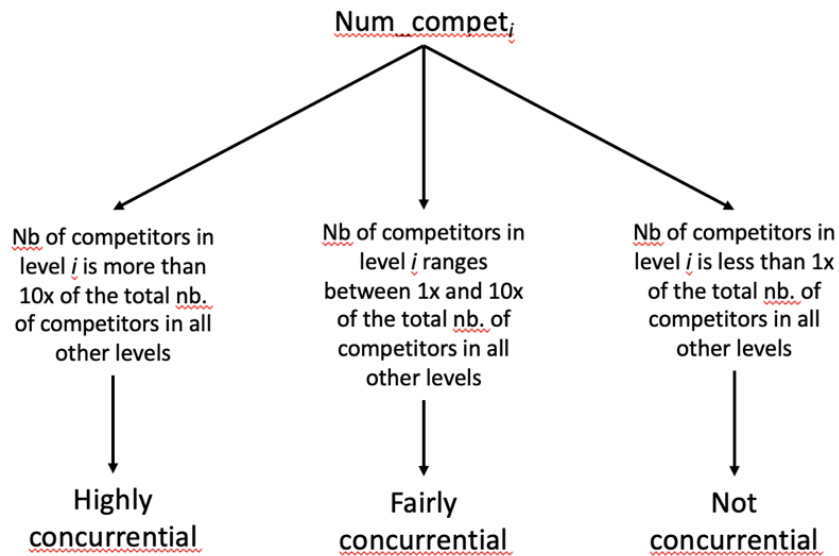 Num_compet i
Nb of competitors in
level i is more than
10x of the total nb.
of competitors in all
other levels
Highly
concurrential
Nb of competitors in
level i ranges
between 1x and 10x
of the total nb. of
competitors in all
other levels
Fairly
concurrential
Nb of competitors in
level i is less than 1x
of the total nb. of
competitors in all
other levels
Not
concurrential